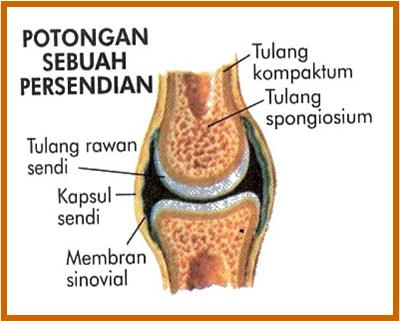 POTONGAN
SEBUAH
PERSENDIAN
Tulang
kompaktum
Tulang
spongiosium
Tulang rawan
sendi
Kapsul
sendi
Membran
sinovial